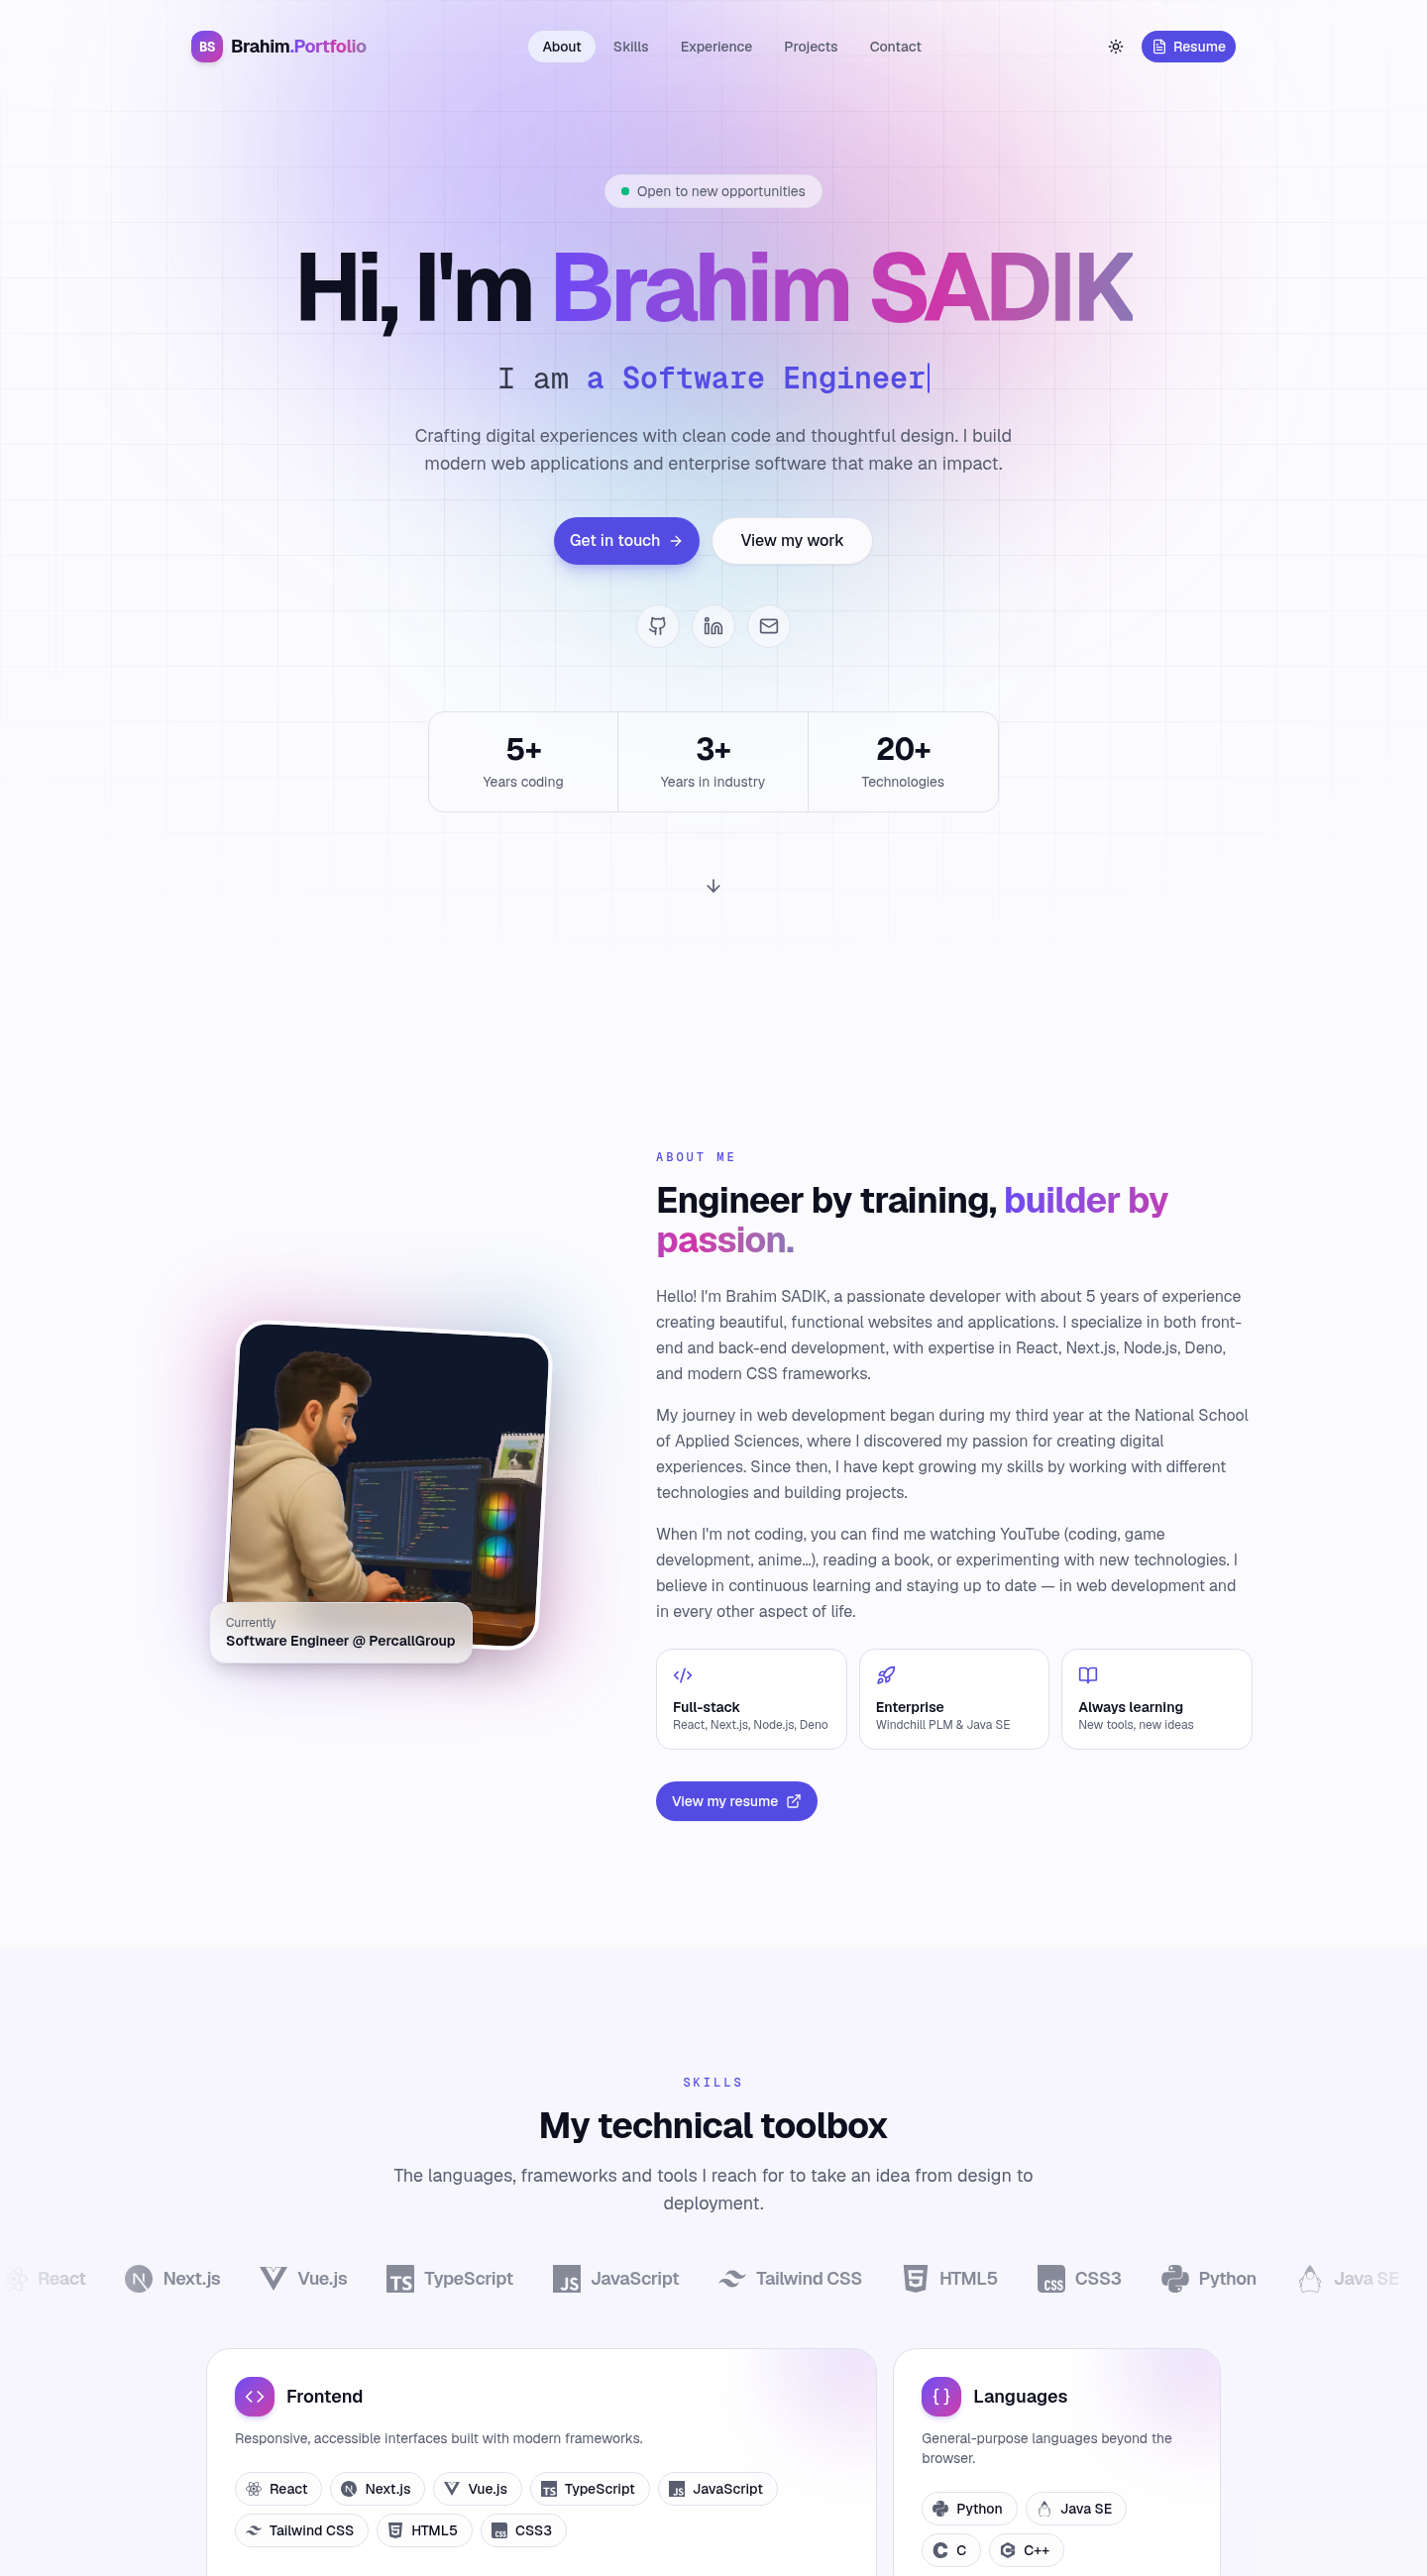 BS Brahim.Portfolio
About Skills Experience Projects Contact
Resume
Open to new opportunities
Hi, I'm Brahim SADIK
I am a Software Engineer
Crafting digital experiences with clean code and thoughtful design. I build
modern web applications and enterprise software that make an impact.
Get in touch
View my work
5+
Years coding
3+
Years in industry
20+
Technologies
ABOUT ME
Engineer by training, builder by
passion.
Hello! I'm Brahim SADIK, a passionate developer with about 5 years of experience
creating beautiful, functional websites and applications. I specialize in both front-
end and back-end development, with expertise in React, Next.js, Node.js, Deno,
and modern CSS frameworks.
My journey in web development began during my third year at the National School
of Applied Sciences, where I discovered my passion for creating digital
experiences. Since then, I have kept growing my skills by working with different
technologies and building projects.
When I'm not coding, you can find me watching YouTube (coding, game
development, anime...), reading a book, or experimenting with new technologies. I
believe in continuous learning and staying up to date — in web development and
in every other aspect of life.
Currently
Software Engineer @ PercallGroup
Full-stack
React, Next.js, Node.js, Deno
Enterprise
Windchill PLM & Java SE
Always learning
New tools, new ideas
View my resume
SKILLS
My technical toolbox
The languages, frameworks and tools I reach for to take an idea from design to
deployment.
React N Next.js Vue.js TS TypeScript JS JavaScript Tailwind CSS 5 HTML5 CSS CSS3 Python Java SE
Frontend
Responsive, accessible interfaces built with modern frameworks.
React N Next.js Vue.js TS TypeScript JS JavaScript
Tailwind CSS 5 HTML5 CSS CSS3
Languages
General-purpose languages beyond the
browser.
Python Java SE
C C C C++